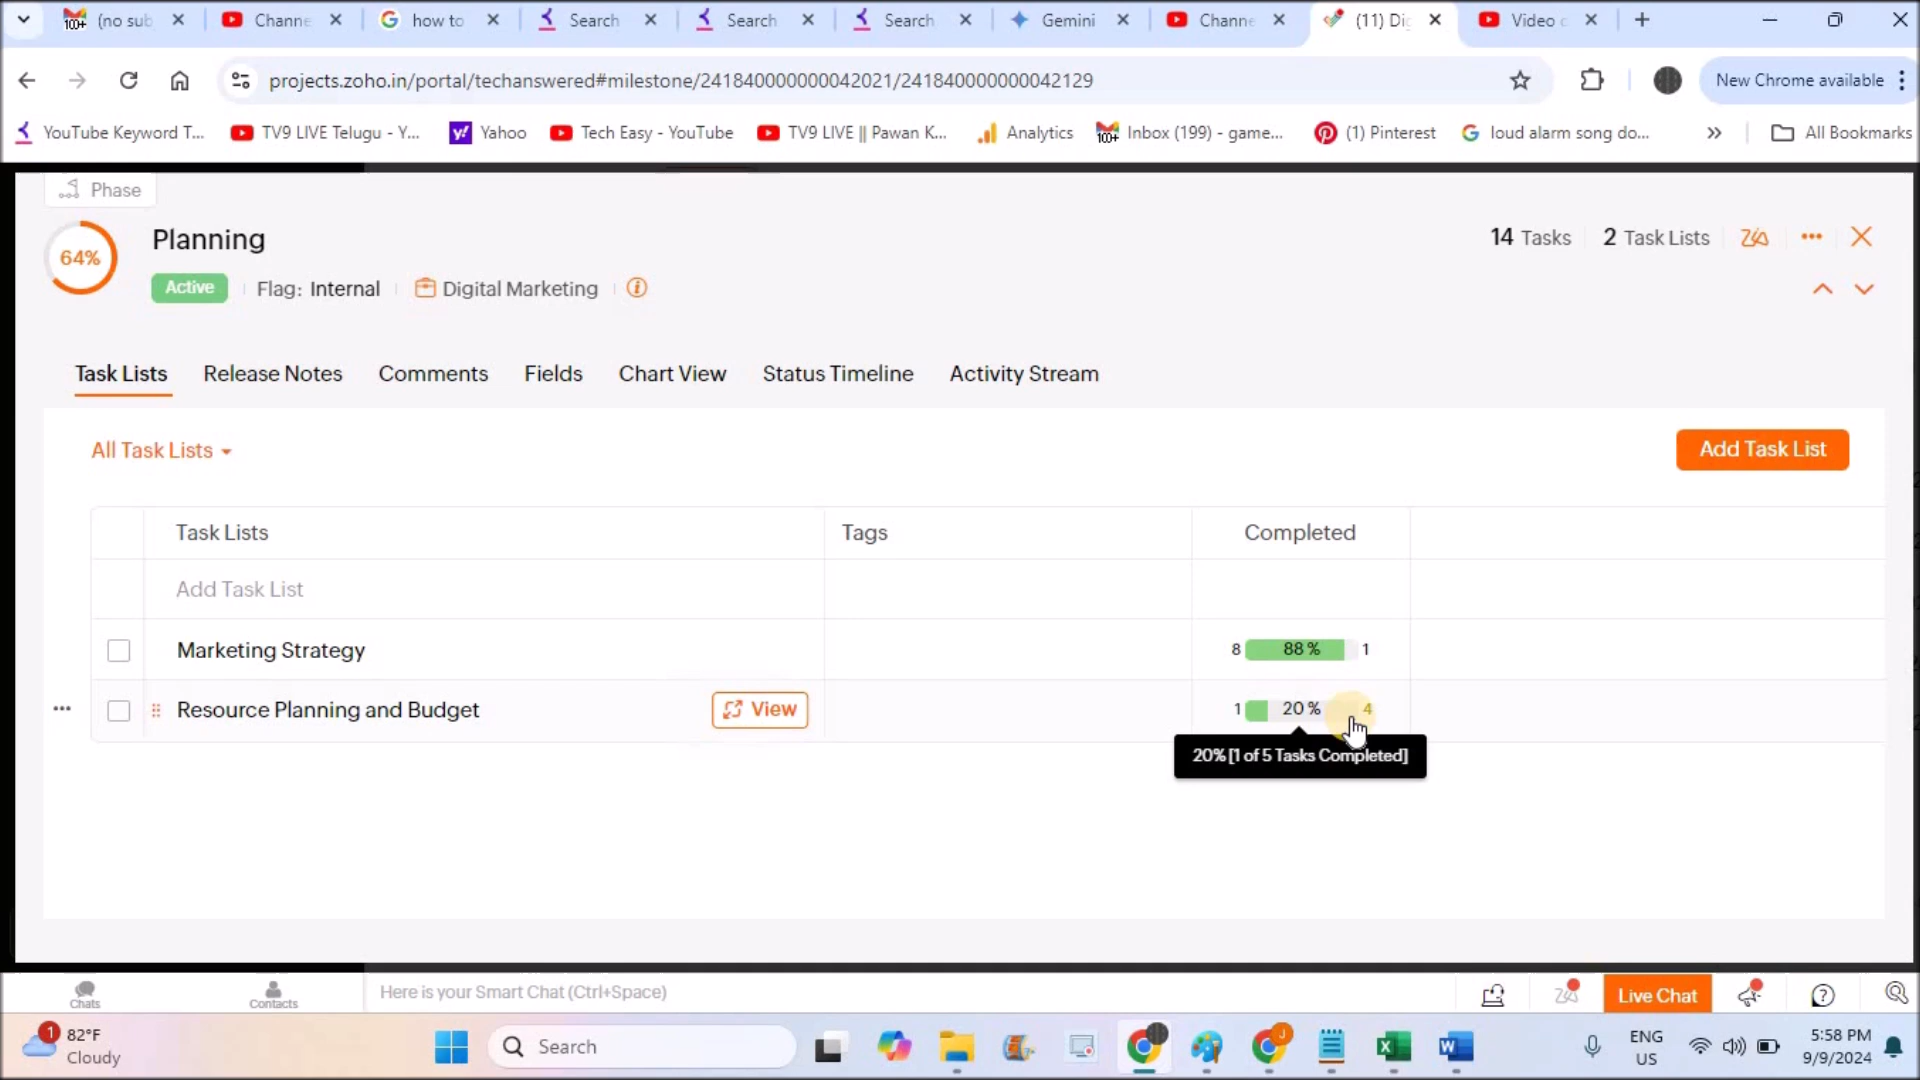 (no sub
Channe
how to
Search
Search
Search
Gemini
Channe
(11) Di
Video
projects.zoho.in/portal/techanswered#milestone/241840000000042021/241840000000042129
New Chrome available
YouTube Keyword T...
TV9 LIVE Telugu - Y...
Yahoo
Tech Easy - YouTube
TV9 LIVE || Pawan K...
Analytics
100+
Inbox (199) - game...
(1) Pinterest
loud alarm song do...
»
All Bookmarks
Phase
64%
Planning
14 Tasks
2 Task Lists
Active
Flag: Internal
Digital Marketing
Task Lists
Release Notes
Comments
Fields
Chart View
Status Timeline
Activity Stream
All Task Lists
Add Task List
Task Lists
Tags
Completed
Add Task List
Marketing Strategy
8 88 % 1
Resource Planning and Budget
View
1 20 % 4
20% [1 of 5 Tasks Completed]
Chats
Contacts
Here is your Smart Chat (Ctrl+Space)
Live Chat
1
82°F
Cloudy
Search
ENG
US
5:58 PM
9/9/2024